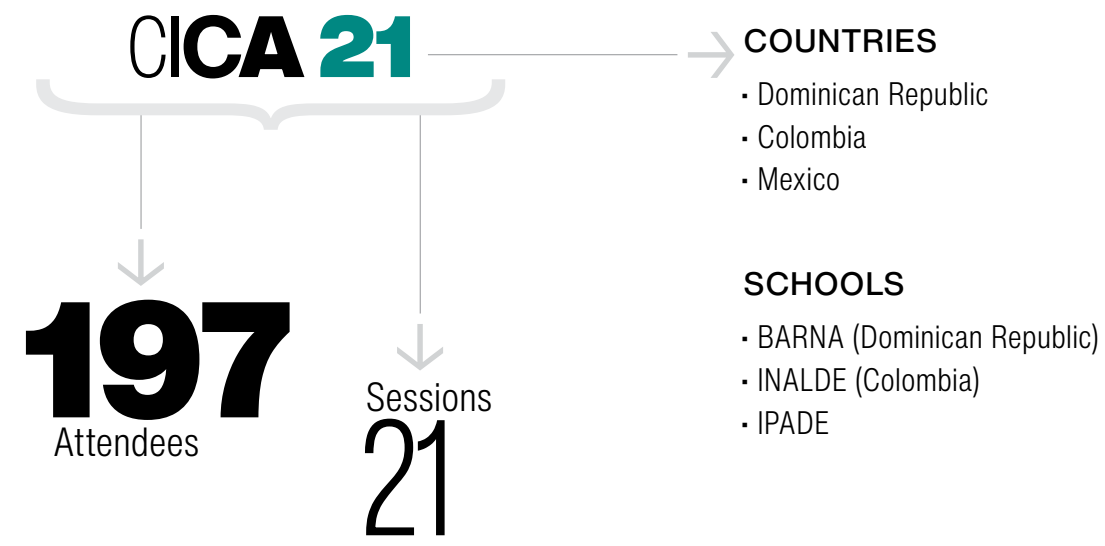 CICA 21
197
Attendees
Sessions
21
COUNTRIES
· Dominican Republic
· Colombia
· Mexico
SCHOOLS
· BARNA (Dominican Republic)
· INALDE (Colombia)
· IPADE